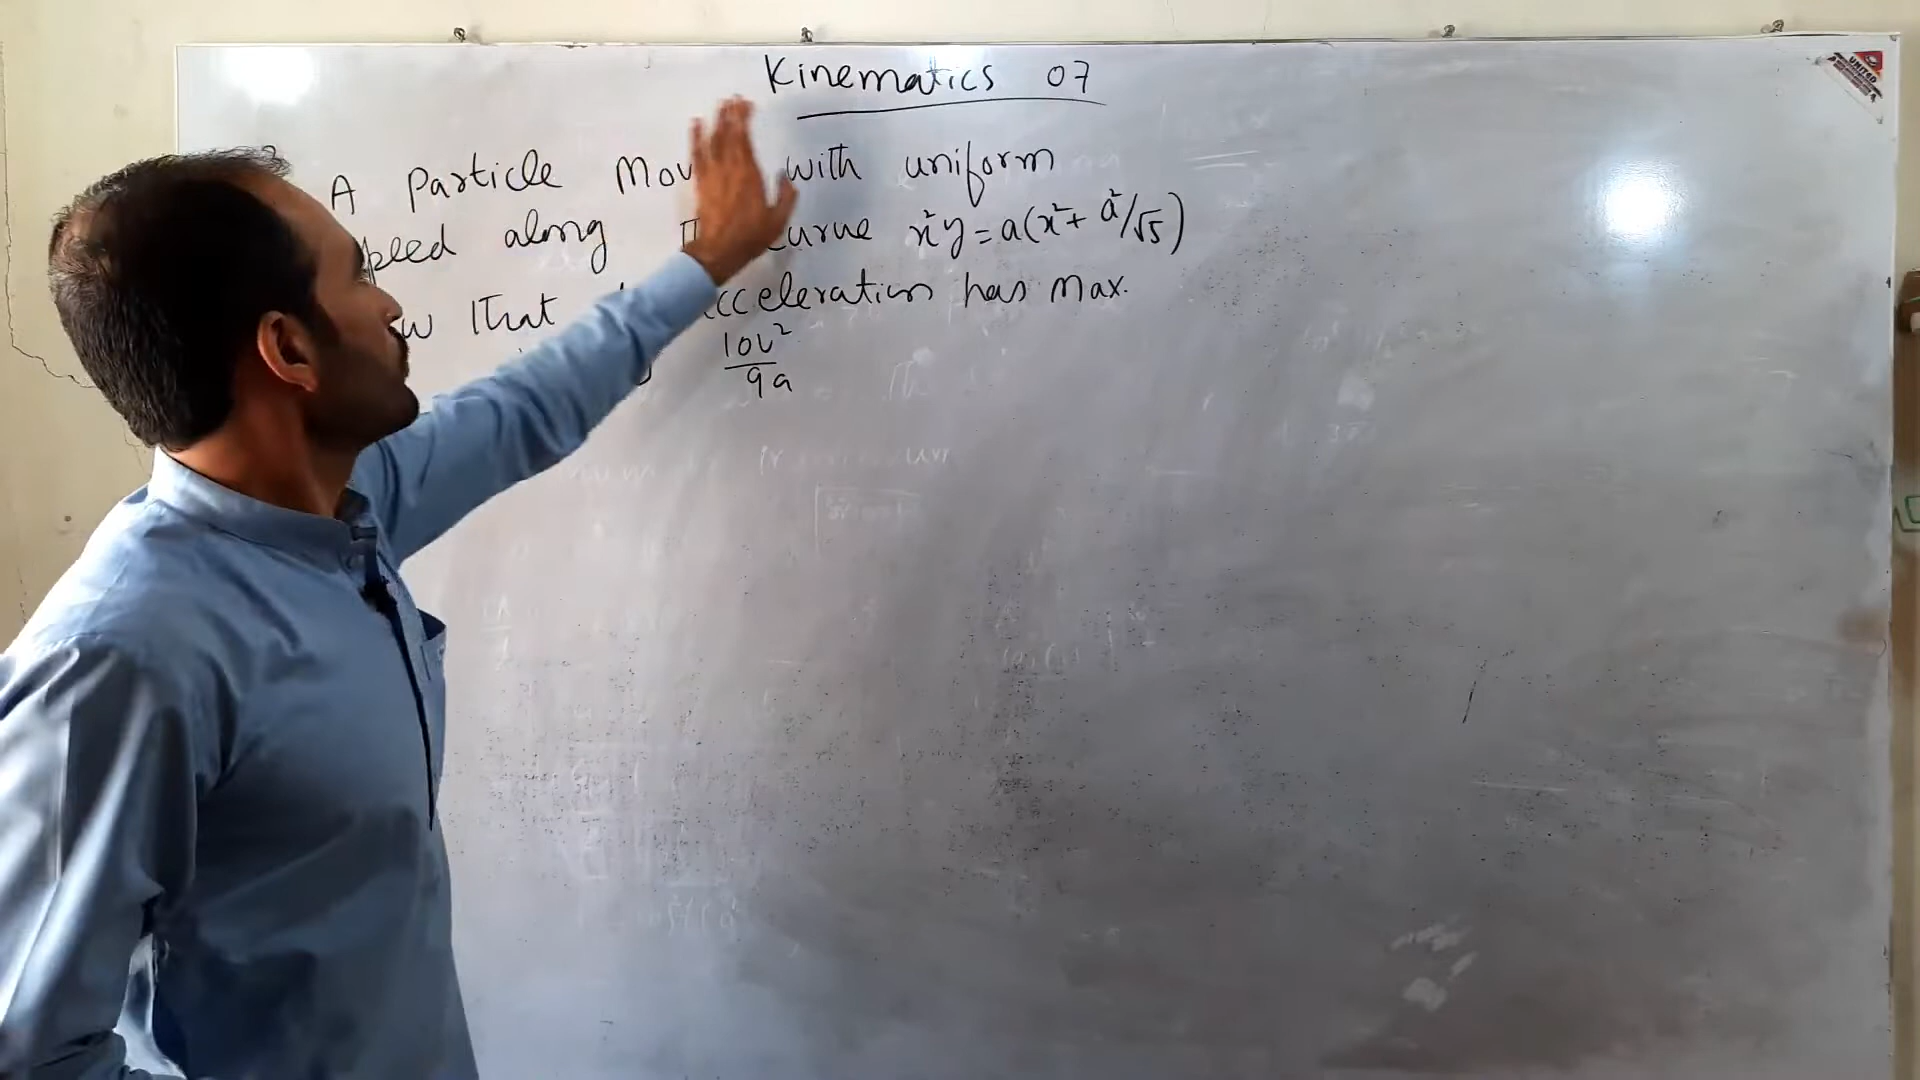 Kinematics 07
A particle mov with uniform
peed along curve x²y = a(x² + a²/√5)
w that cceleration has max.
10v²/9a
UNITED